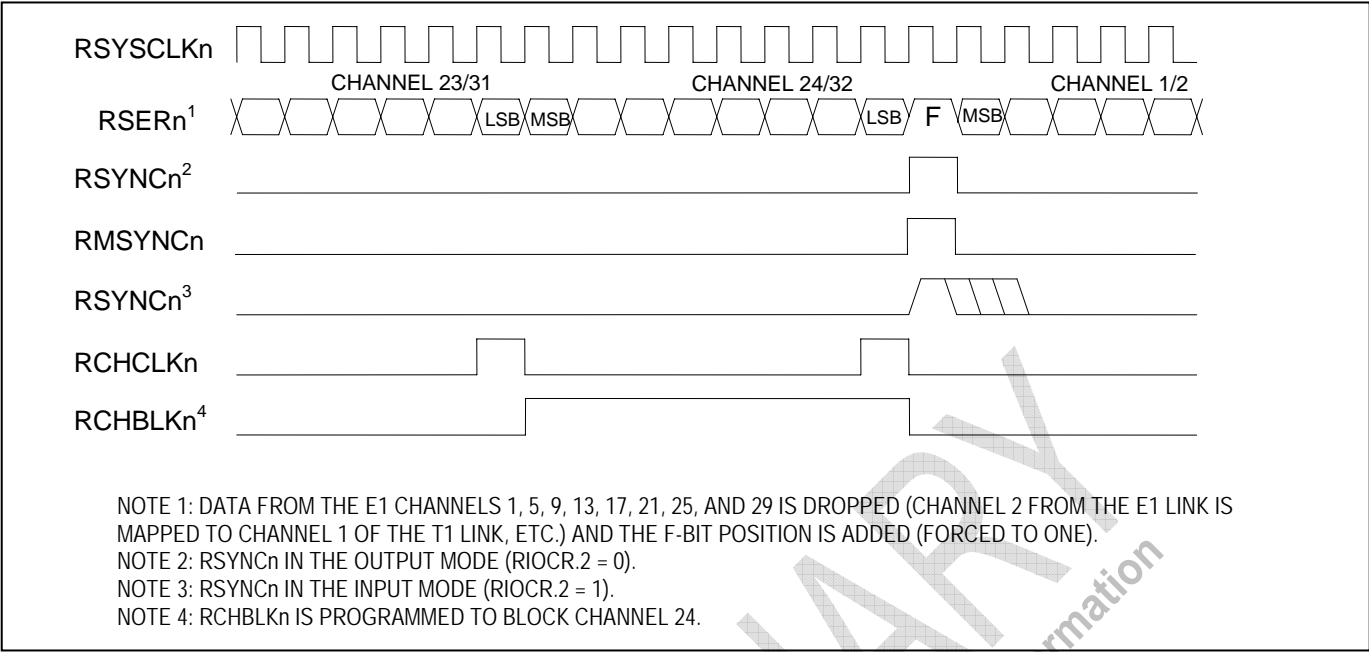 RSYSCLKn
CHANNEL 23/31 CHANNEL 24/32 CHANNEL 1/2
RSERn1 LSB MSB LSB F MSB
RSYNCn2
RMSYNCn
RSYNCn3
RCHCLKn
RCHBLKn4
NOTE 1: DATA FROM THE E1 CHANNELS 1, 5, 9, 13, 17, 21, 25, AND 29 IS DROPPED (CHANNEL 2 FROM THE E1 LINK IS
MAPPED TO CHANNEL 1 OF THE T1 LINK, ETC.) AND THE F-BIT POSITION IS ADDED (FORCED TO ONE).
NOTE 2: RSYNCn IN THE OUTPUT MODE (RIOCR.2 = 0).
NOTE 3: RSYNCn IN THE INPUT MODE (RIOCR.2 = 1).
NOTE 4: RCHBLKn IS PROGRAMMED TO BLOCK CHANNEL 24.